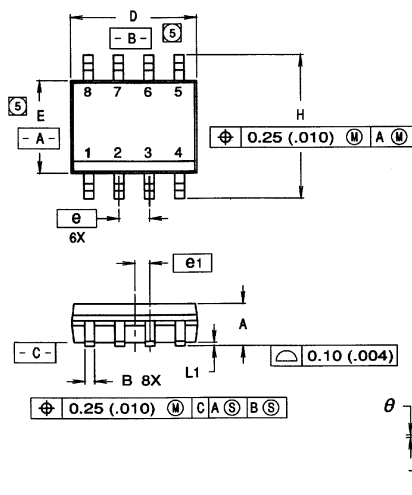 D
- B - 5
8 7 6 5
5 E
- A -
H
⌖ 0.25 (.010) Ⓜ A Ⓜ
1 2 3 4
e
6X
e1
A
- C -
L1
⌓ 0.10 (.004)
B 8X
⌖ 0.25 (.010) Ⓜ C A Ⓢ B Ⓢ
θ